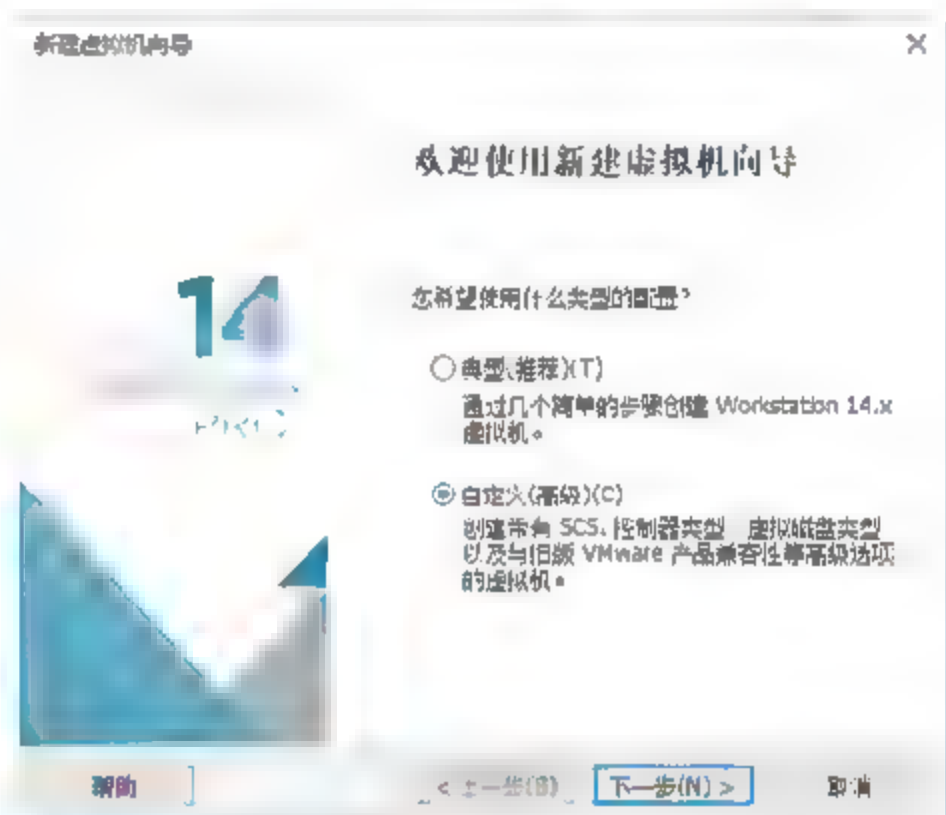 新建虚拟机向导
欢迎使用新建虚拟机向导
14
您希望使用什么类型的配置?
典型(推荐)(T)
通过几个简单的步骤创建 Workstation 14.x
虚拟机。
自定义(高级)(C)
创建带有 SCSI 控制器类型、虚拟磁盘类型
以及与旧版 VMware 产品兼容性等高级选项
的虚拟机。
帮助
< 上一步(B)
下一步(N) >
取消